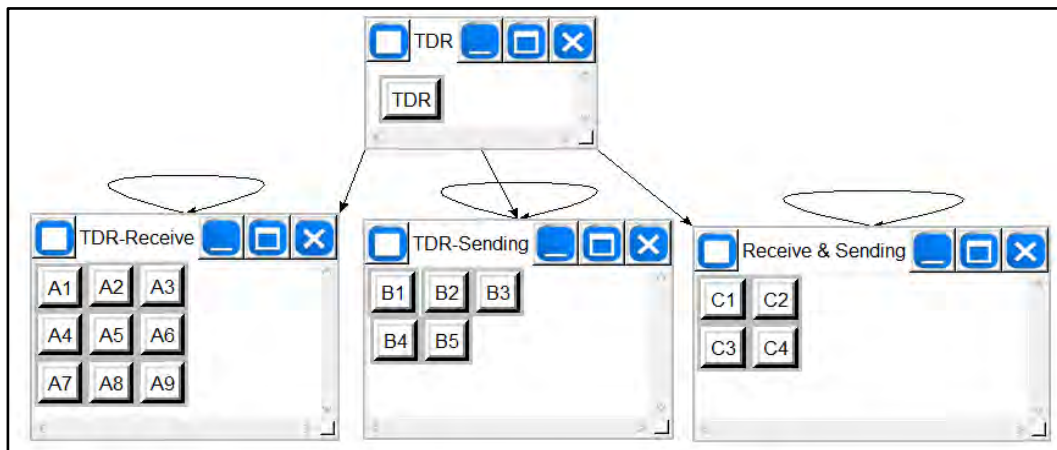 TDR
TDR
TDR-Receive
A1 A2 A3
A4 A5 A6
A7 A8 A9
TDR-Sending
B1 B2 B3
B4 B5
Receive & Sending
C1 C2
C3 C4